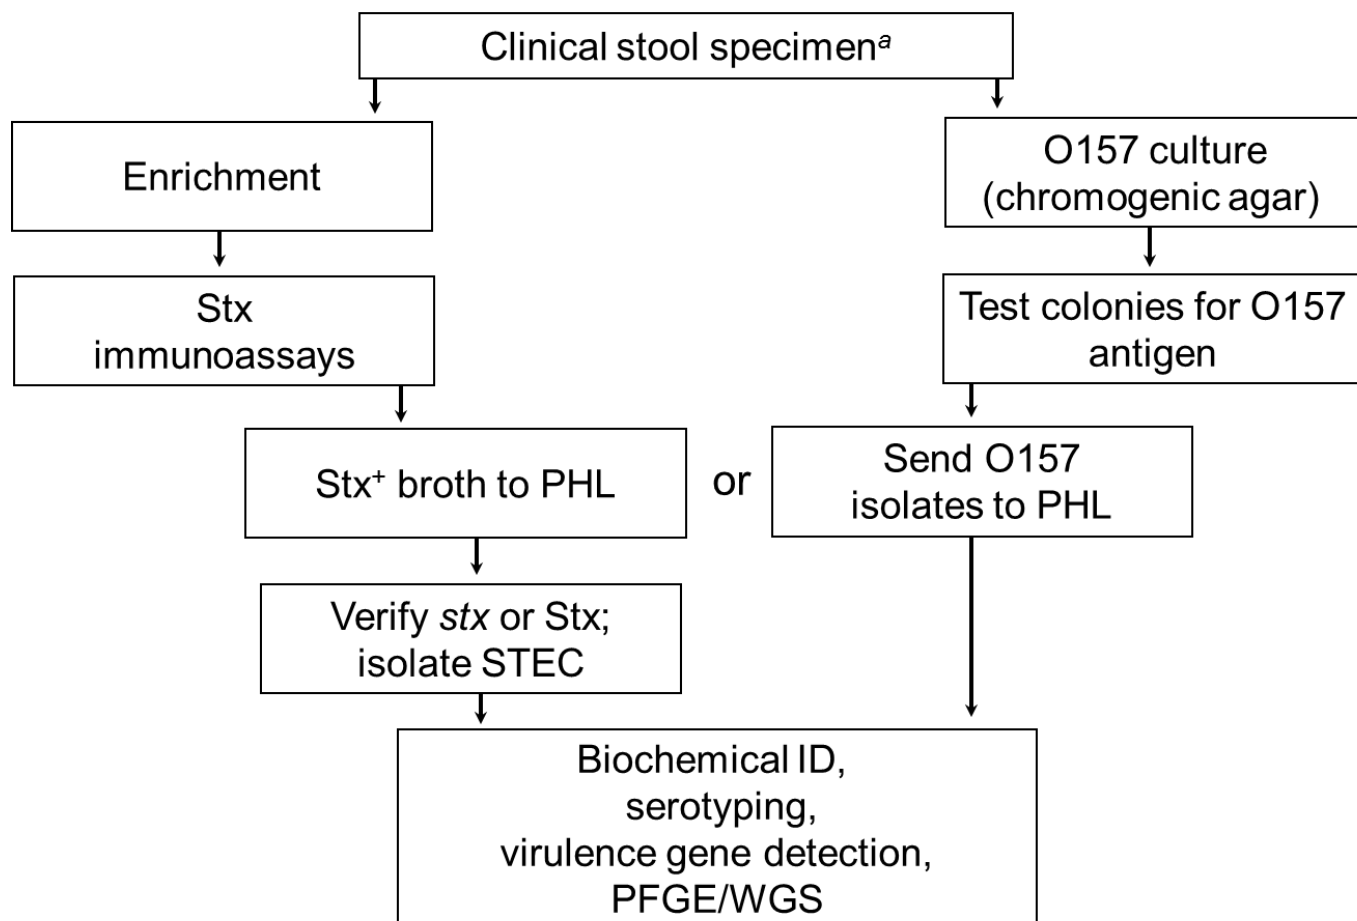 Clinical stool specimenᵃ
Enrichment
O157 culture
(chromogenic agar)
Stx
immunoassays
Test colonies for O157
antigen
Stx⁺ broth to PHL
or
Send O157
isolates to PHL
Verify stx or Stx;
isolate STEC
Biochemical ID,
serotyping,
virulence gene detection,
PFGE/WGS